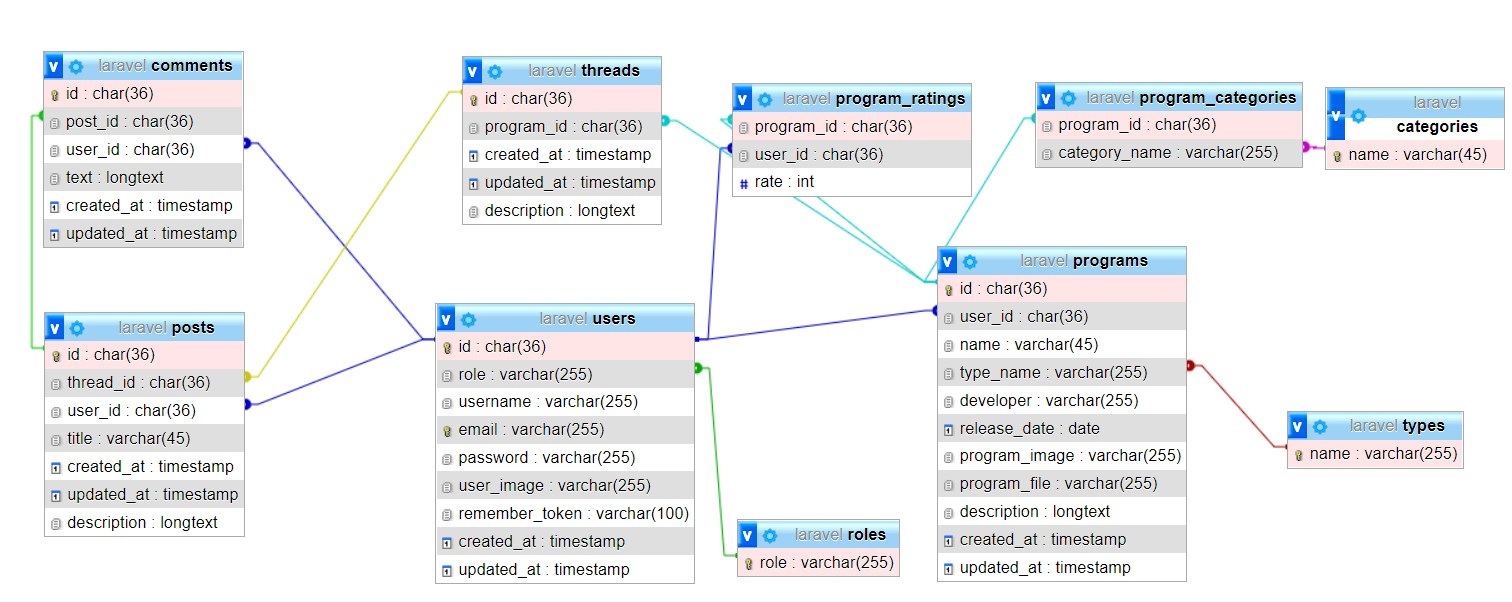 laravel comments
id : char(36)
post_id : char(36)
user_id : char(36)
text : longtext
created_at : timestamp
updated_at : timestamp
laravel posts
id : char(36)
thread_id : char(36)
user_id : char(36)
title : varchar(45)
created_at : timestamp
updated_at : timestamp
description : longtext
laravel threads
id : char(36)
program_id : char(36)
created_at : timestamp
updated_at : timestamp
description : longtext
laravel users
id : char(36)
role : varchar(255)
username : varchar(255)
email : varchar(255)
password : varchar(255)
user_image : varchar(255)
remember_token : varchar(100)
created_at : timestamp
updated_at : timestamp
laravel program_ratings
program_id : char(36)
user_id : char(36)
# rate : int
laravel roles
role : varchar(255)
laravel program_categories
program_id : char(36)
category_name : varchar(255)
laravel
categories
name : varchar(45)
laravel programs
id : char(36)
user_id : char(36)
name : varchar(45)
type_name : varchar(255)
developer : varchar(255)
release_date : date
program_image : varchar(255)
program_file : varchar(255)
description : longtext
created_at : timestamp
updated_at : timestamp
laravel types
name : varchar(255)